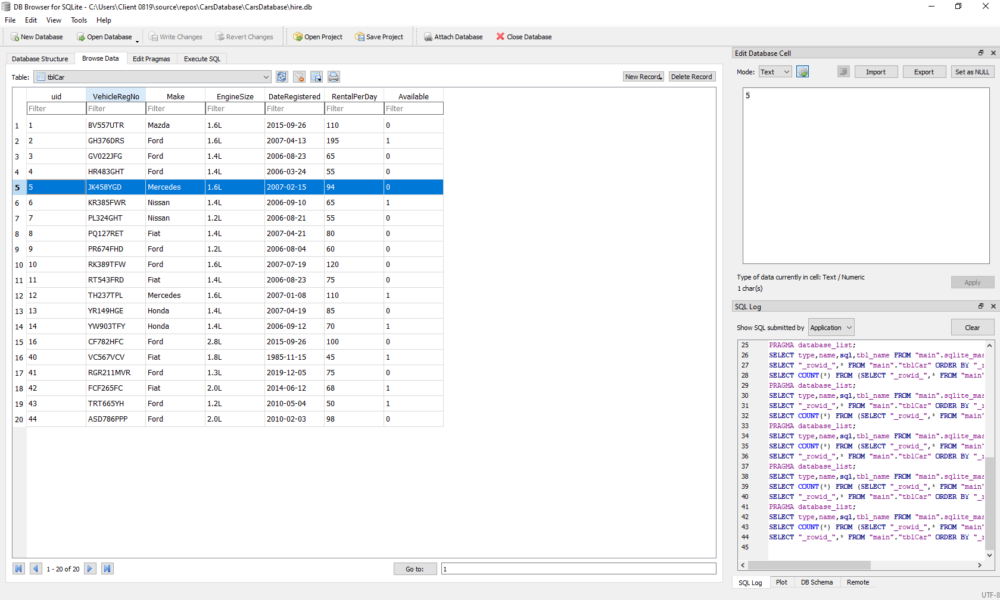 DB Browser for SQLite - C:\Users\Client 0819\source\repos\CarsDatabase\CarsDatabase\hire.db
File Edit View Tools Help
New Database Open Database Write Changes Revert Changes Open Project Save Project Attach Database Close Database
Database Structure Browse Data Edit Pragmas Execute SQL
Table: tblCar New Record Delete Record
uid VehicleRegNo Make EngineSize DateRegistered RentalPerDay Available
Filter Filter Filter Filter Filter Filter Filter
1 1 BV557UTR Mazda 1.6L 2015-09-26 110 0
2 2 GH376DRS Ford 1.6L 2007-04-13 195 1
3 3 GV022JFG Ford 1.4L 2006-08-23 65 0
4 4 HR483GHT Ford 1.4L 2006-03-24 55 0
5 5 JK458YGD Mercedes 1.6L 2007-02-15 94 0
6 6 KR385FWR Nissan 1.4L 2006-09-10 65 1
7 7 PL324GHT Nissan 1.2L 2006-08-21 55 0
8 8 PQ127RET Fiat 1.4L 2007-04-21 80 0
9 9 PR674FHD Ford 1.2L 2006-08-04 60 0
10 10 RK389TFW Ford 1.6L 2007-07-19 120 0
11 11 RT543FRD Fiat 1.4L 2006-08-23 75 0
12 12 TH237TPL Mercedes 1.6L 2007-01-08 110 1
13 13 YR149HGE Honda 1.4L 2007-04-19 85 0
14 14 YW903TFY Honda 1.4L 2006-09-12 70 1
15 16 CF782HFC Ford 2.8L 2015-09-26 100 0
16 40 VC567VCV Fiat 1.8L 1985-11-15 45 1
17 41 RGR211MVR Ford 1.3L 2019-12-05 75 0
18 42 FCF265FC Fiat 2.0L 2014-06-12 68 1
19 43 TRT665YH Ford 1.2L 2010-05-04 50 1
20 44 ASD786PPP Ford 2.0L 2010-02-03 98 0
1 - 20 of 20 Go to: 1
Edit Database Cell
Mode: Text Import Export Set as NULL
5
Type of data currently in cell: Text / Numeric
1 char(s)
Apply
SQL Log
Show SQL submitted by Application Clear
25 PRAGMA database_list;
26 SELECT type,name,sql,tbl_name FROM "main".sqlite_mas
27 SELECT "_rowid_",* FROM "main"."tblCar" ORDER BY "_r
28 SELECT COUNT(*) FROM (SELECT "_rowid_",* FROM "main"
29 PRAGMA database_list;
30 SELECT type,name,sql,tbl_name FROM "main".sqlite_mas
31 SELECT "_rowid_",* FROM "main"."tblCar" ORDER BY "_r
32 SELECT COUNT(*) FROM (SELECT "_rowid_",* FROM "main"
33 PRAGMA database_list;
34 SELECT type,name,sql,tbl_name FROM "main".sqlite_mas
35 SELECT COUNT(*) FROM (SELECT "_rowid_",* FROM "main"
36 SELECT "_rowid_",* FROM "main"."tblCar" ORDER BY "_r
37 PRAGMA database_list;
38 SELECT type,name,sql,tbl_name FROM "main".sqlite_mas
39 SELECT COUNT(*) FROM (SELECT "_rowid_",* FROM "main"
40 SELECT "_rowid_",* FROM "main"."tblCar" ORDER BY "_r
41 PRAGMA database_list;
42 SELECT type,name,sql,tbl_name FROM "main".sqlite_mas
43 SELECT COUNT(*) FROM (SELECT "_rowid_",* FROM "main"
44 SELECT "_rowid_",* FROM "main"."tblCar" ORDER BY "_r
45
SQL Log Plot DB Schema Remote
UTF-8